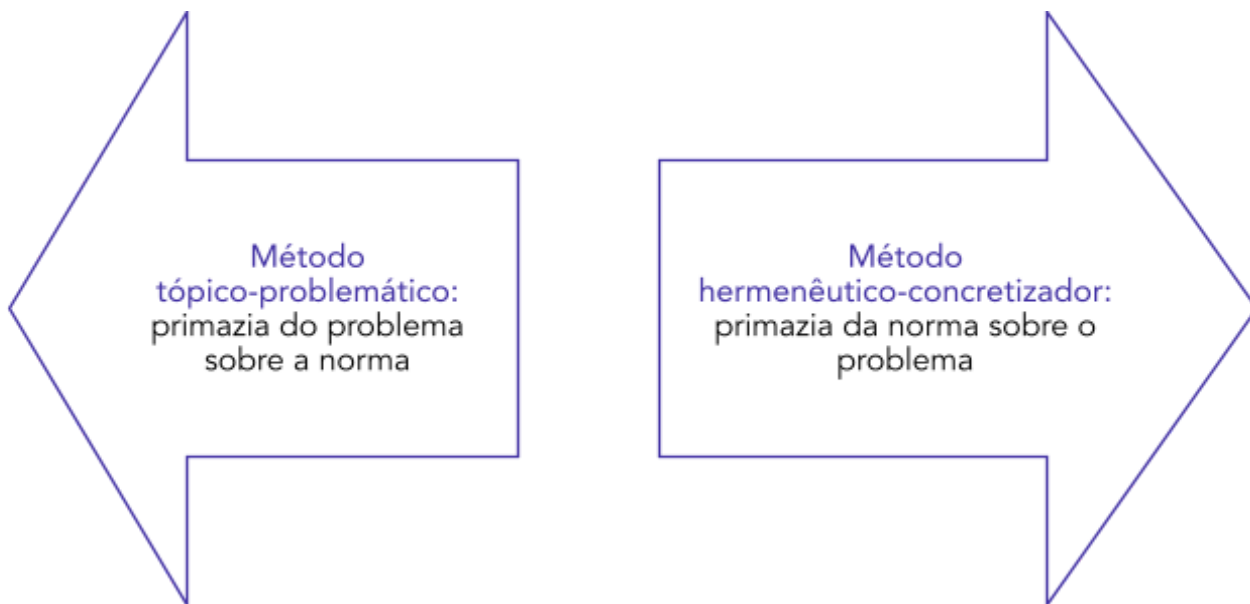 Método
tópico-problemático:
primazia do problema
sobre a norma
Método
hermenêutico-concretizador:
primazia da norma sobre o
problema